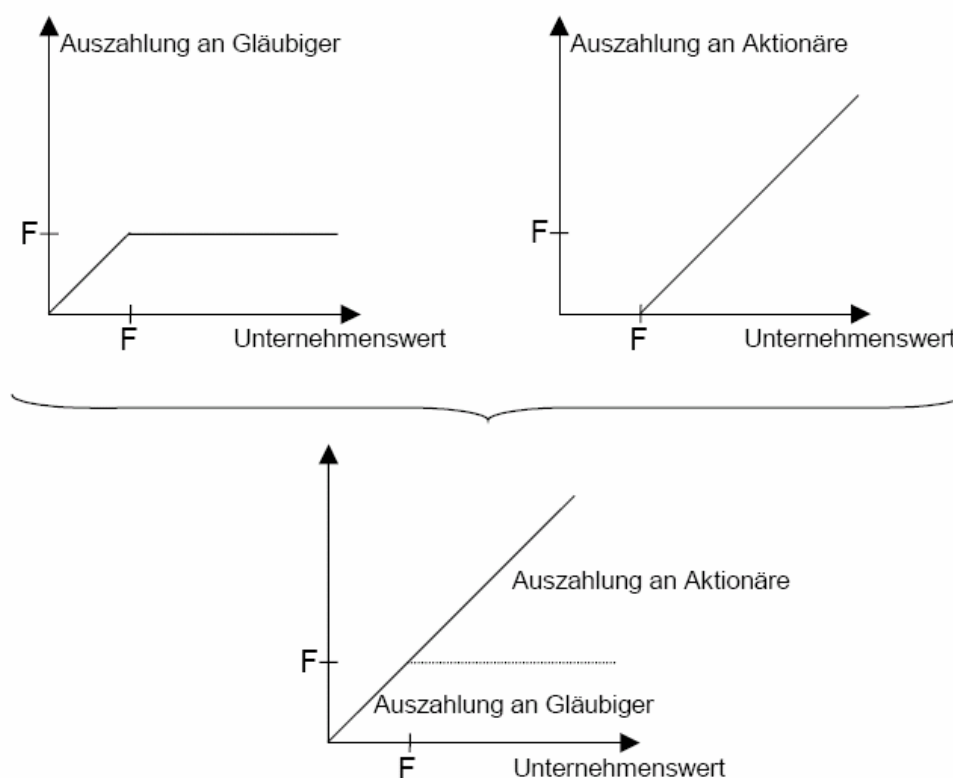 Auszahlung an Gläubiger
F
F
Unternehmenswert
Auszahlung an Aktionäre
F
F
Unternehmenswert
Auszahlung an Aktionäre
F
Auszahlung an Gläubiger
F
Unternehmenswert